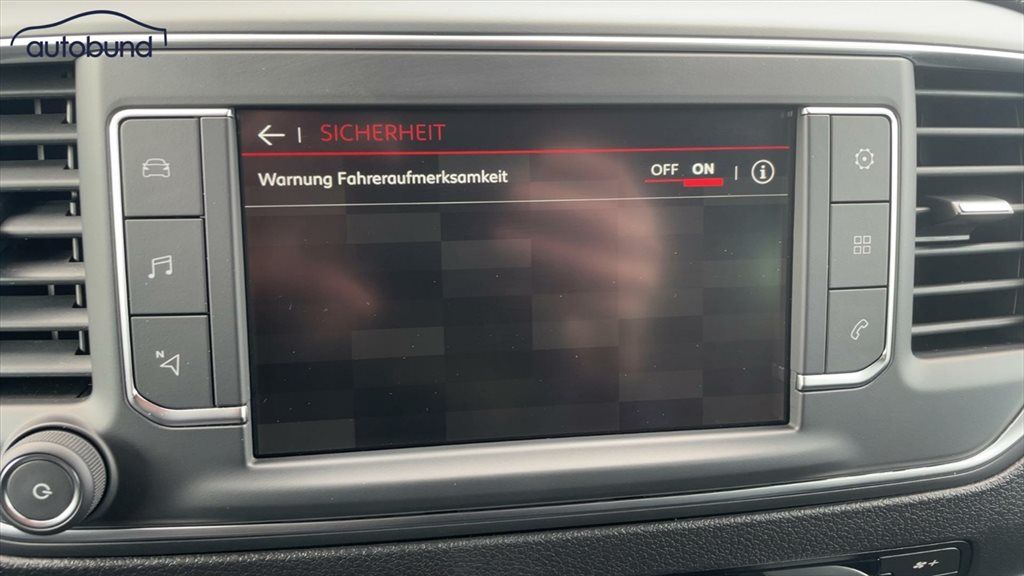 autobund
SICHERHEIT
Warnung Fahreraufmerksamkeit OFF ON
N